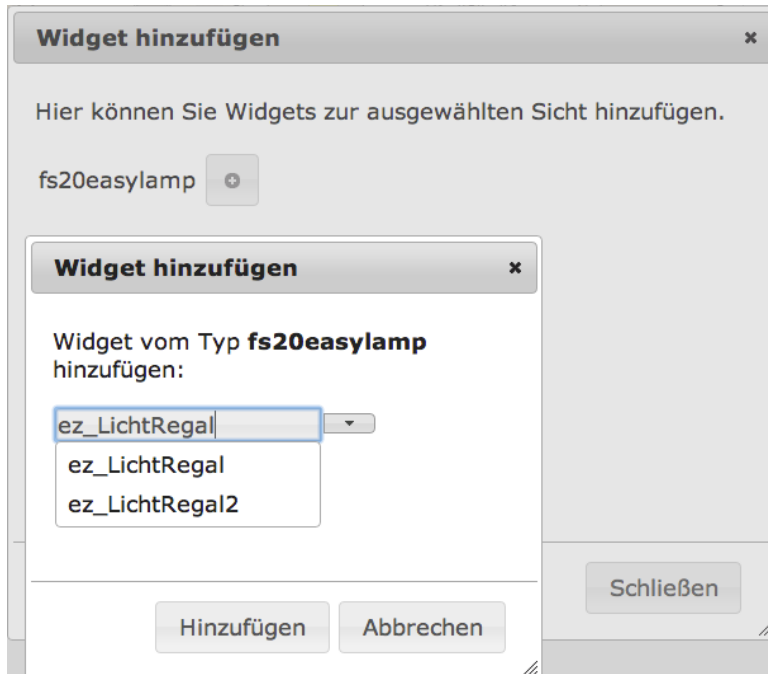 Widget hinzufügen
Hier können Sie Widgets zur ausgewählten Sicht hinzufügen.
fs20easylamp
Widget hinzufügen
Widget vom Typ fs20easylamp
hinzufügen:
ez_LichtRegal
ez_LichtRegal
ez_LichtRegal2
Hinzufügen
Abbrechen
Schließen